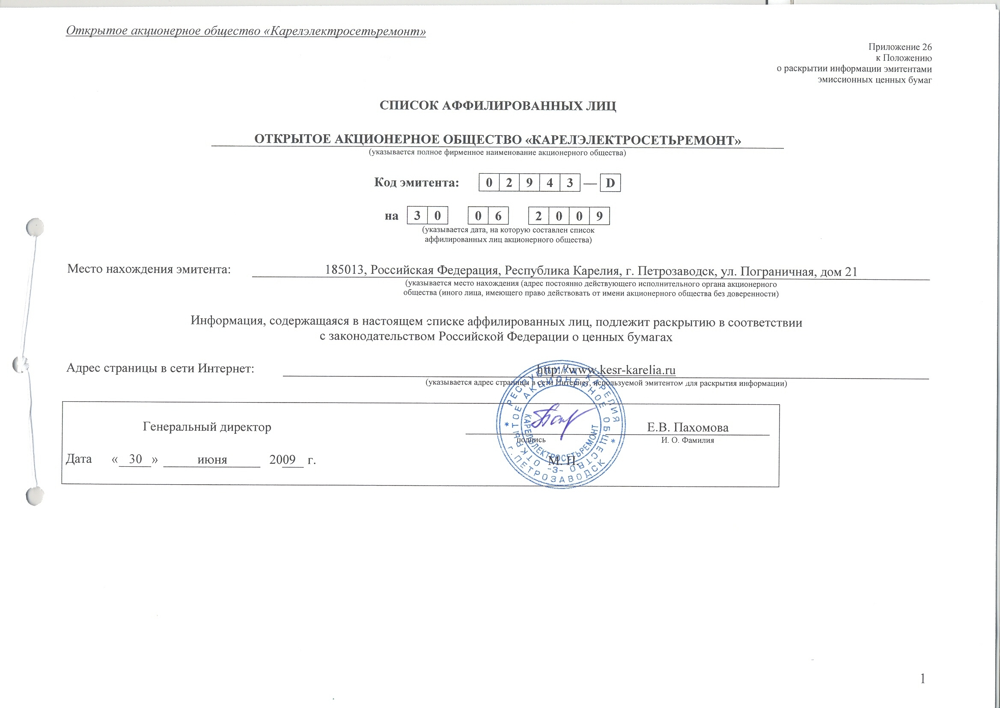 Открытое акционерное общество «Карелэлектросетьремонт»
Приложение 26
к Положению
о раскрытии информации эмитентами
эмиссионных ценных бумаг
СПИСОК АФФИЛИРОВАННЫХ ЛИЦ
ОТКРЫТОЕ АКЦИОНЕРНОЕ ОБЩЕСТВО «КАРЕЛЭЛЕКТРОСЕТЬРЕМОНТ»
(указывается полное фирменное наименование акционерного общества)
Код эмитента: 0 2 9 4 3 — D
на 3 0 0 6 2 0 0 9
(указывается дата, на которую составлен список
аффилированных лиц акционерного общества)
Место нахождения эмитента: 185013, Российская Федерация, Республика Карелия, г. Петрозаводск, ул. Пограничная, дом 21
(указывается место нахождения (адрес постоянно действующего исполнительного органа акционерного
общества (иного лица, имеющего право действовать от имени акционерного общества без доверенности)
Информация, содержащаяся в настоящем списке аффилированных лиц, подлежит раскрытию в соответствии
с законодательством Российской Федерации о ценных бумагах
Адрес страницы в сети Интернет: http://www.kesr-karelia.ru
(указывается адрес страницы в сети Интернет, используемой эмитентом для раскрытия информации)
Генеральный директор Е.В. Пахомова
подпись И. О. Фамилия
Дата « 30 » июня 2009 г. М. П.
* РЕСПУБЛИКА КАРЕЛИЯ *
г. ПЕТРОЗАВОДСК
ОТКРЫТОЕ АКЦИОНЕРНОЕ ОБЩЕСТВО -3-
КАРЕЛЭЛЕКТРОСЕТЬРЕМОНТ
1